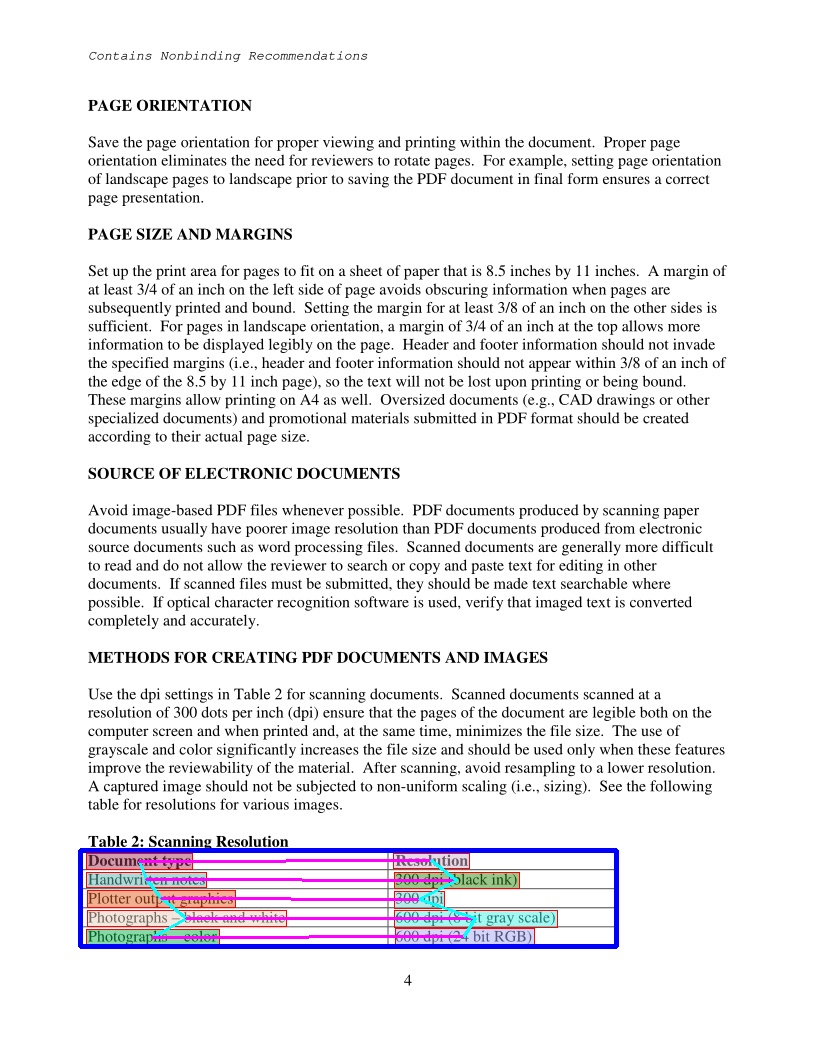 Contains Nonbinding Recommendations
PAGE ORIENTATION
Save the page orientation for proper viewing and printing within the document.  Proper page
orientation eliminates the need for reviewers to rotate pages.  For example, setting page orientation
of landscape pages to landscape prior to saving the PDF document in final form ensures a correct
page presentation.
PAGE SIZE AND MARGINS
Set up the print area for pages to fit on a sheet of paper that is 8.5 inches by 11 inches.  A margin of
at least 3/4 of an inch on the left side of page avoids obscuring information when pages are
subsequently printed and bound.  Setting the margin for at least 3/8 of an inch on the other sides is
sufficient.  For pages in landscape orientation, a margin of 3/4 of an inch at the top allows more
information to be displayed legibly on the page.  Header and footer information should not invade
the specified margins (i.e., header and footer information should not appear within 3/8 of an inch of
the edge of the 8.5 by 11 inch page), so the text will not be lost upon printing or being bound.
These margins allow printing on A4 as well.  Oversized documents (e.g., CAD drawings or other
specialized documents) and promotional materials submitted in PDF format should be created
according to their actual page size.
SOURCE OF ELECTRONIC DOCUMENTS
Avoid image-based PDF files whenever possible.  PDF documents produced by scanning paper
documents usually have poorer image resolution than PDF documents produced from electronic
source documents such as word processing files.  Scanned documents are generally more difficult
to read and do not allow the reviewer to search or copy and paste text for editing in other
documents.  If scanned files must be submitted, they should be made text searchable where
possible.  If optical character recognition software is used, verify that imaged text is converted
completely and accurately.
METHODS FOR CREATING PDF DOCUMENTS AND IMAGES
Use the dpi settings in Table 2 for scanning documents.  Scanned documents scanned at a
resolution of 300 dots per inch (dpi) ensure that the pages of the document are legible both on the
computer screen and when printed and, at the same time, minimizes the file size.  The use of
grayscale and color significantly increases the file size and should be used only when these features
improve the reviewability of the material.  After scanning, avoid resampling to a lower resolution.
A captured image should not be subjected to non-uniform scaling (i.e., sizing).  See the following
table for resolutions for various images.
Table 2: Scanning Resolution
Document type Resolution
Handwritten notes 300 dpi (black ink)
Plotter output graphics 300 dpi
Photographs – black and white 600 dpi (8 bit gray scale)
Photographs – color 600 dpi (24 bit RGB)
4